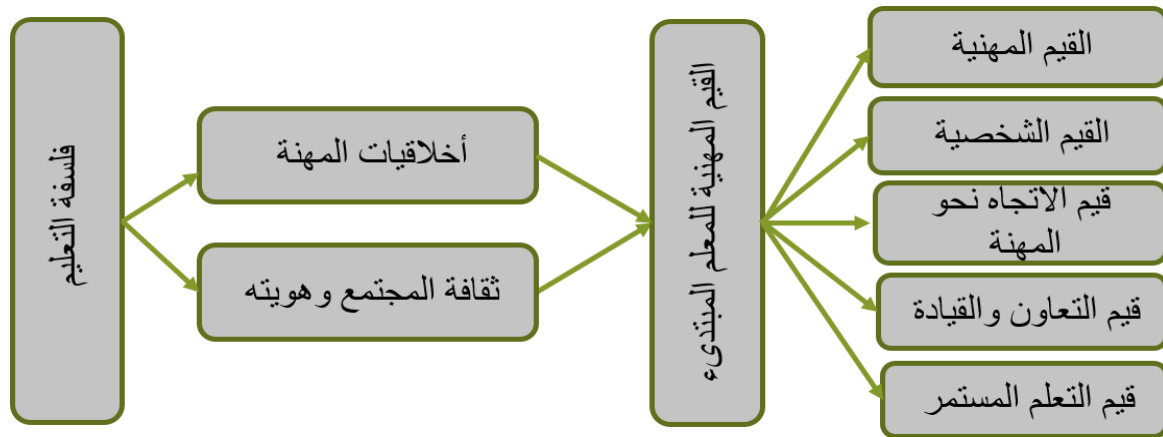 فلسفة التعليم
أخلاقيات المهنة
ثقافة المجتمع وهويته
القيم المهنية للمعلم المبتدىء
القيم المهنية
القيم الشخصية
قيم الاتجاه نحو
المهنة
قيم التعاون والقيادة
قيم التعلم المستمر